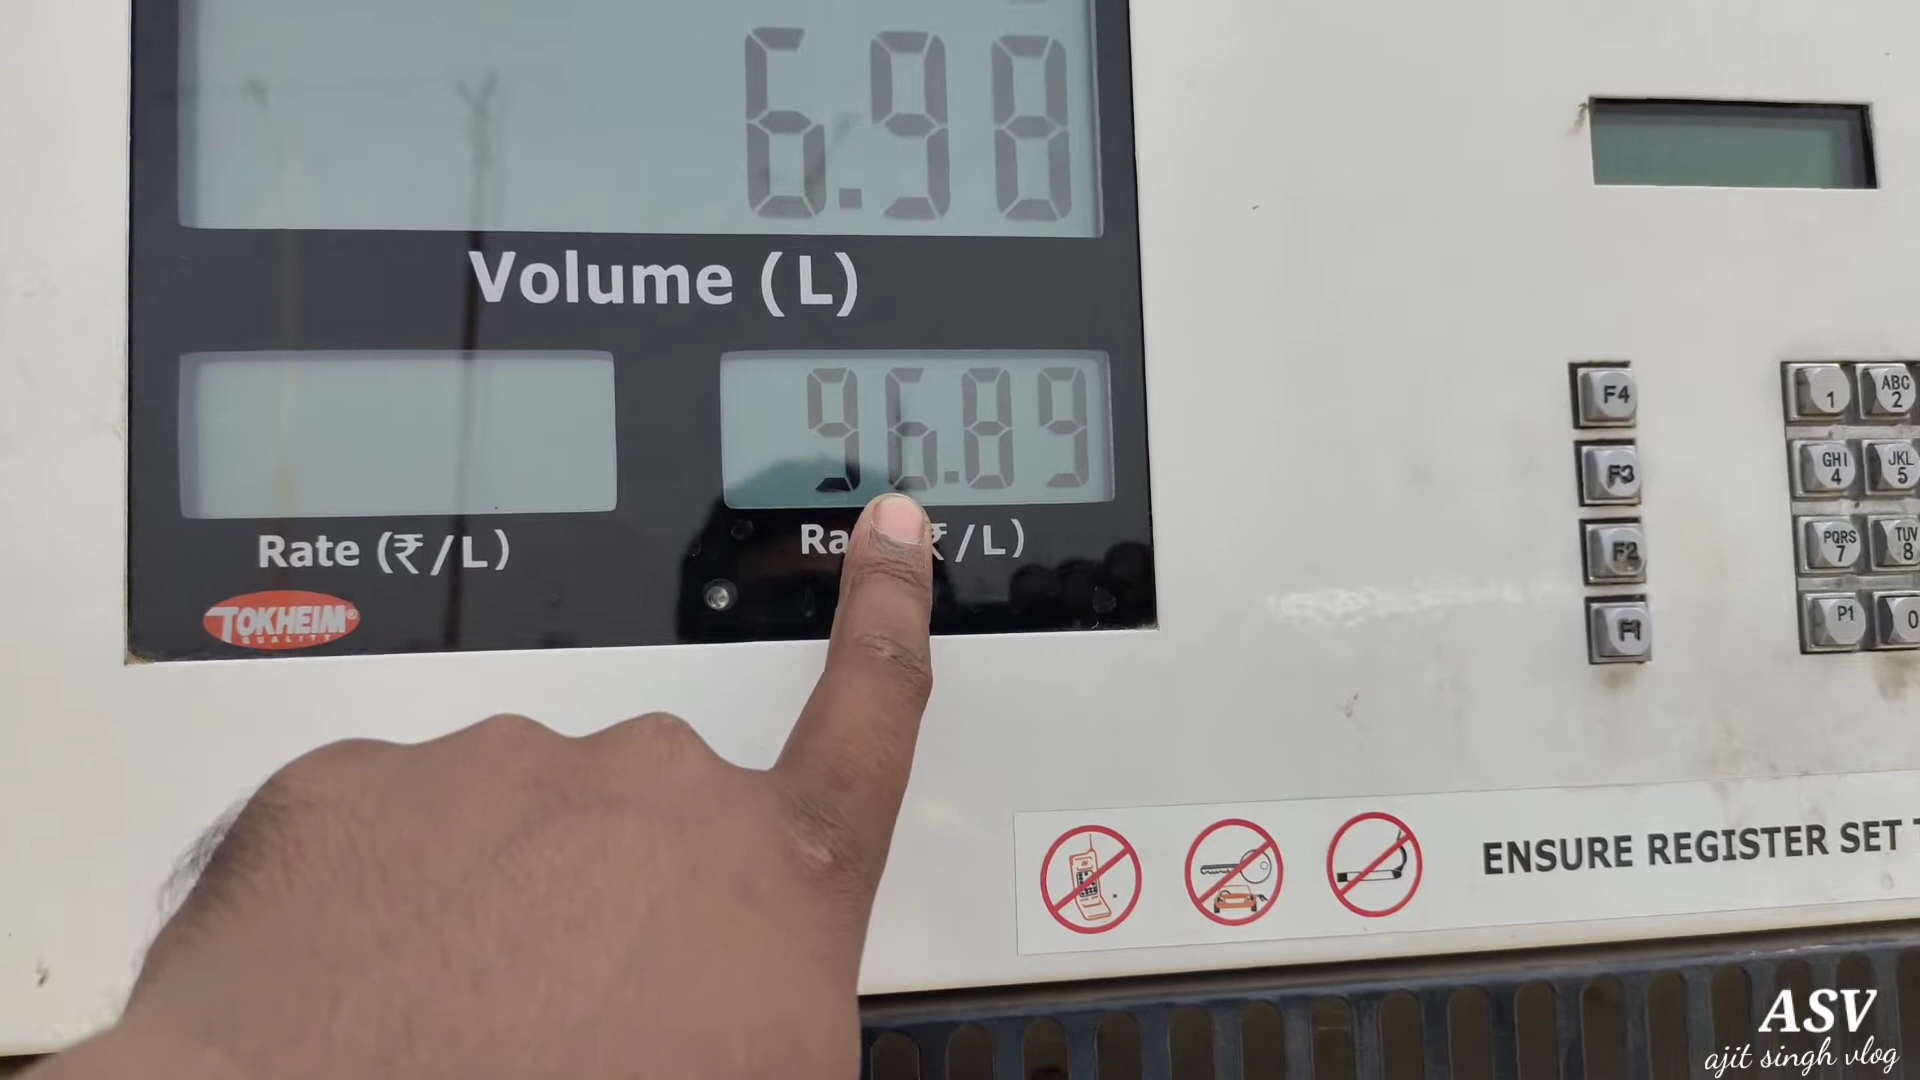 6.98
Volume (L)
96.89
Rate (₹/L)
₹/L)
TOKHEIM®
QUALITY
F4
F3
F2
F1
1
ABC
2
GHI
4
JKL
5
PQRS
7
TUV
8
P1
0
ENSURE REGISTER SET
ASV
ajit singh vlog